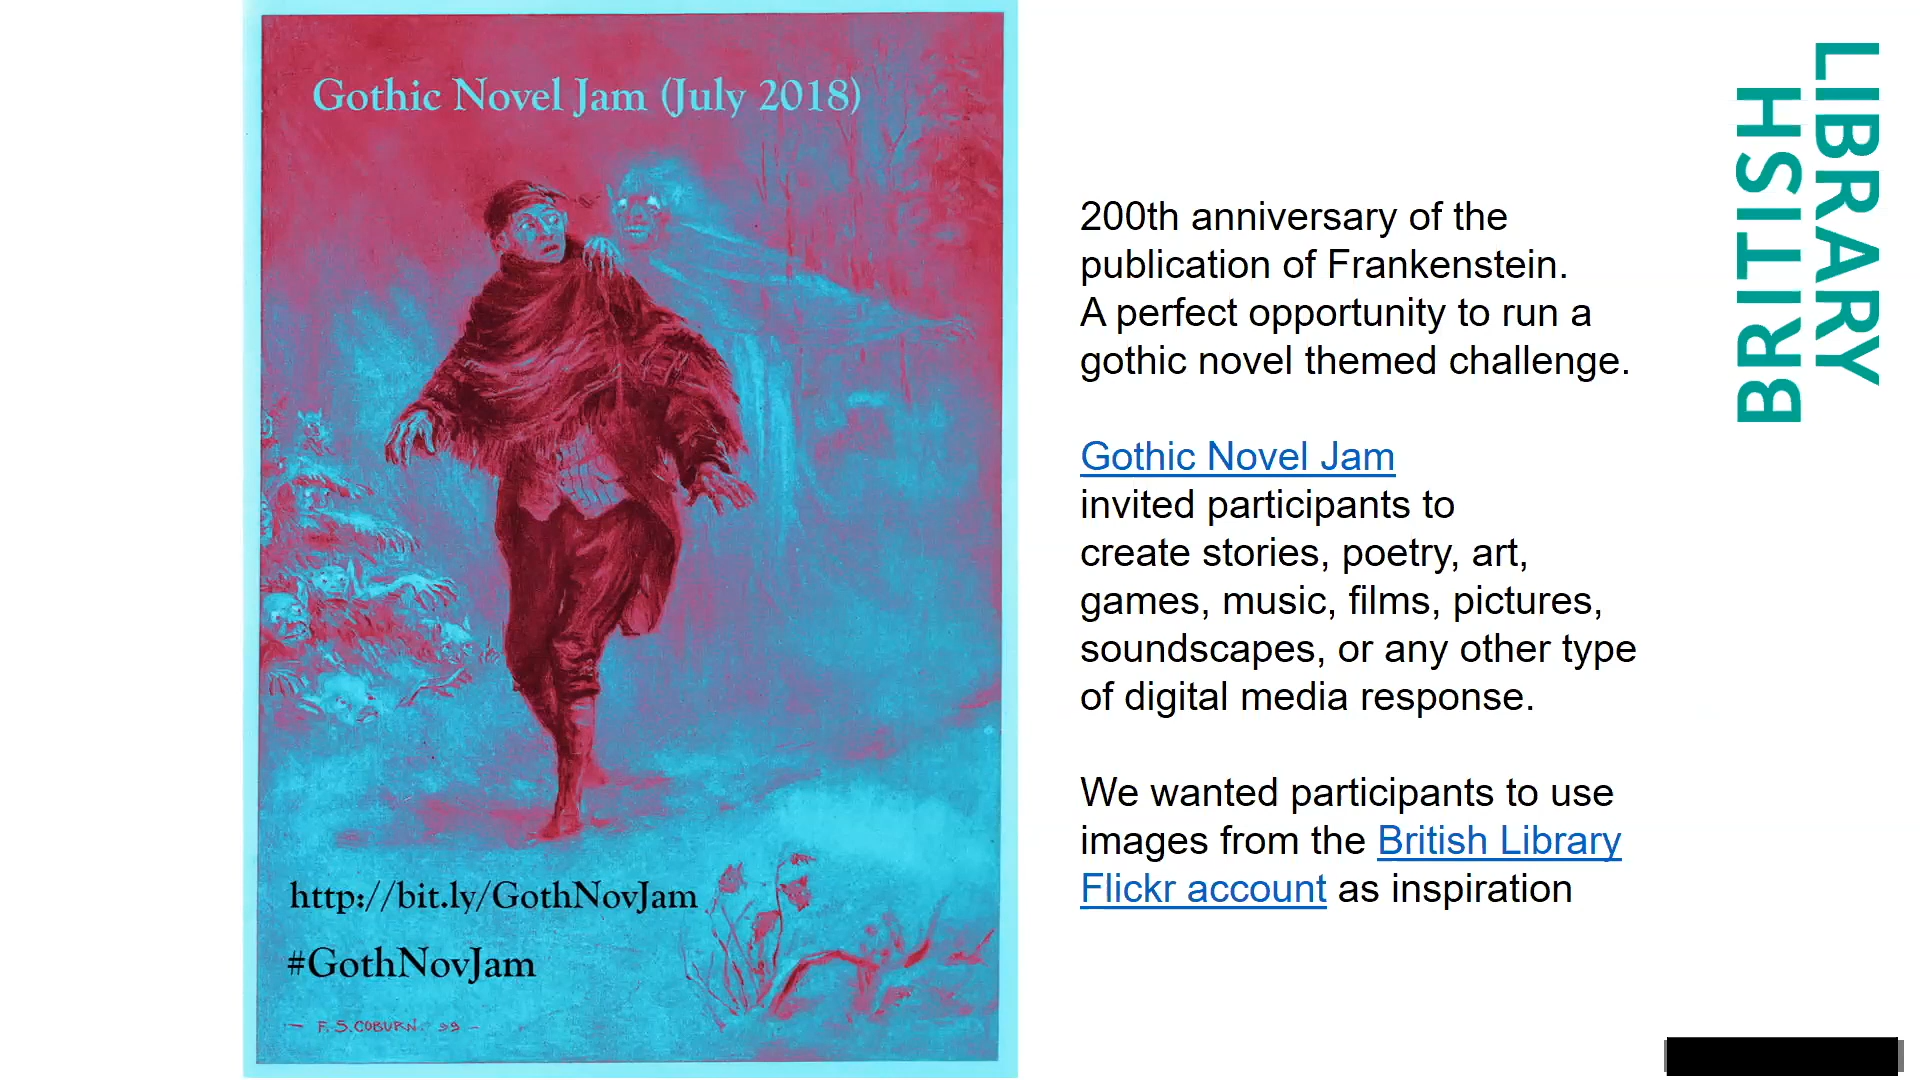 Gothic Novel Jam (July 2018)
http://bit.ly/GothNovJam
#GothNovJam
— F. S. COBURN. 99 —
200th anniversary of the
publication of Frankenstein.
A perfect opportunity to run a
gothic novel themed challenge.
Gothic Novel Jam
invited participants to
create stories, poetry, art,
games, music, films, pictures,
soundscapes, or any other type
of digital media response.
We wanted participants to use
images from the British Library
Flickr account as inspiration
BRITISH
LIBRARY